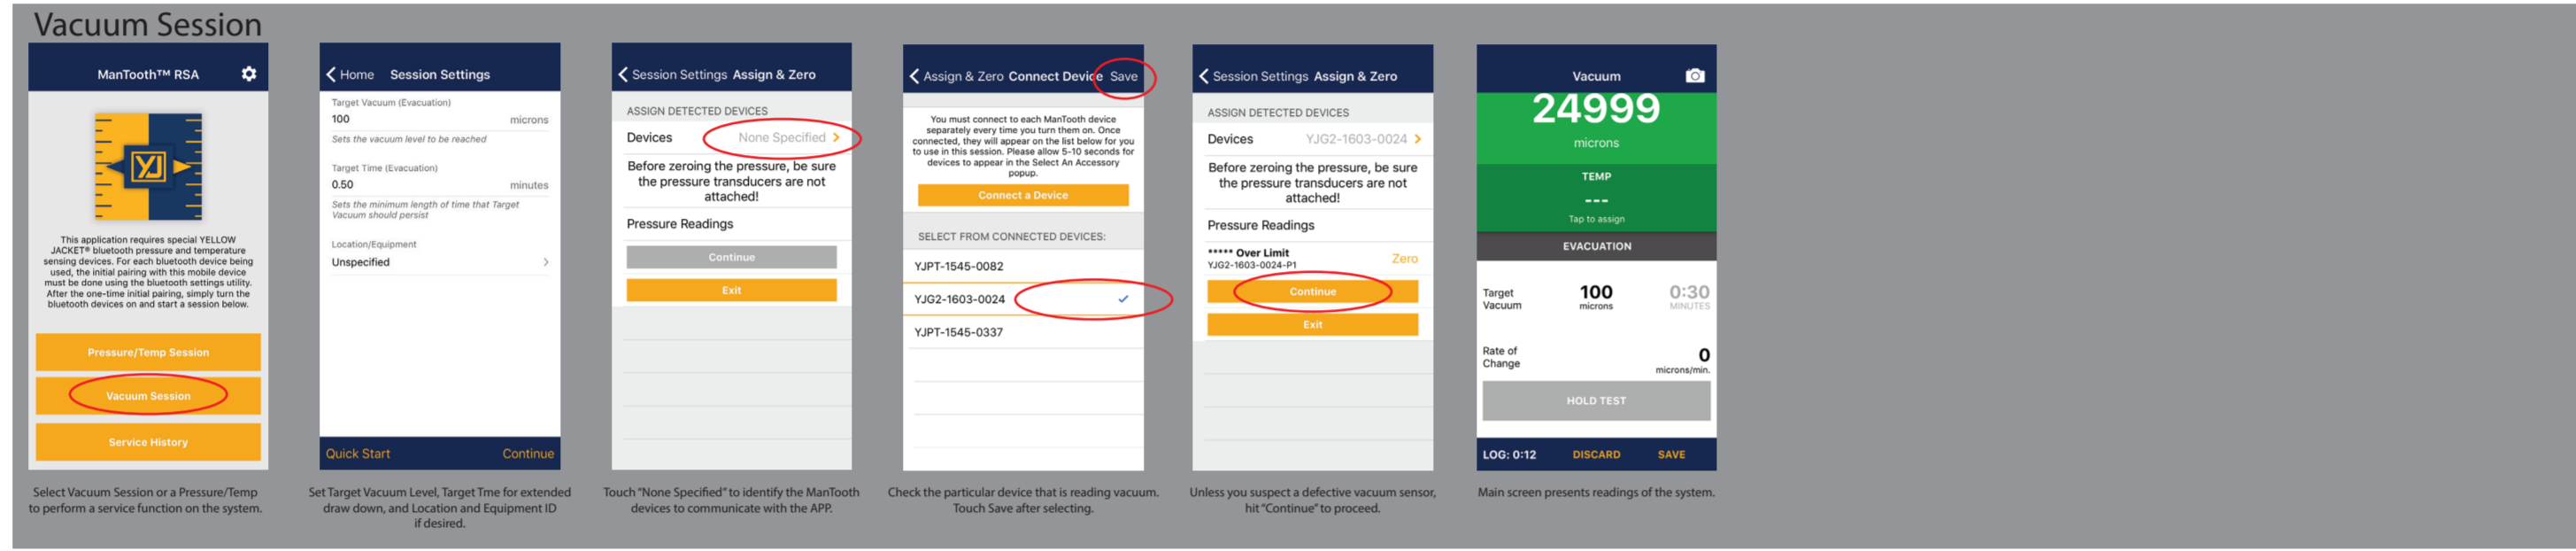 Vacuum Session
ManTooth™ RSA
YJ
This application requires special YELLOW
JACKET® bluetooth pressure and temperature
sensing devices. For each bluetooth device being
used, the initial pairing with this mobile device
must be done using the bluetooth settings utility.
After the one-time initial pairing, simply turn the
bluetooth devices on and start a session below.
Pressure/Temp Session
Vacuum Session
Service History
Select Vacuum Session or a Pressure/Temp
to perform a service function on the system.
Home Session Settings
Target Vacuum (Evacuation)
100 microns
Sets the vacuum level to be reached
Target Time (Evacuation)
0.50 minutes
Sets the minimum length of time that Target
Vacuum should persist
Location/Equipment
Unspecified
Quick Start Continue
Set Target Vacuum Level, Target Tme for extended
draw down, and Location and Equipment ID
if desired.
Session Settings Assign & Zero
ASSIGN DETECTED DEVICES
Devices None Specified
Before zeroing the pressure, be sure
the pressure transducers are not
attached!
Pressure Readings
Continue
Exit
Touch "None Specified" to identify the ManTooth
devices to communicate with the APP.
Assign & Zero Connect Device Save
You must connect to each ManTooth device
separately every time you turn them on. Once
connected, they will appear on the list below for you
to use in this session. Please allow 5-10 seconds for
devices to appear in the Select An Accessory
popup.
Connect a Device
SELECT FROM CONNECTED DEVICES:
YJPT-1545-0082
YJG2-1603-0024
YJPT-1545-0337
Check the particular device that is reading vacuum.
Touch Save after selecting.
Session Settings Assign & Zero
ASSIGN DETECTED DEVICES
Devices YJG2-1603-0024
Before zeroing the pressure, be sure
the pressure transducers are not
attached!
Pressure Readings
***** Over Limit
YJG2-1603-0024-P1 Zero
Continue
Exit
Unless you suspect a defective vacuum sensor,
hit "Continue" to proceed.
Vacuum
24999
microns
TEMP
---
Tap to assign
EVACUATION
Target 100 0:30
Vacuum microns MINUTES
Rate of 0
Change microns/min.
HOLD TEST
LOG: 0:12 DISCARD SAVE
Main screen presents readings of the system.